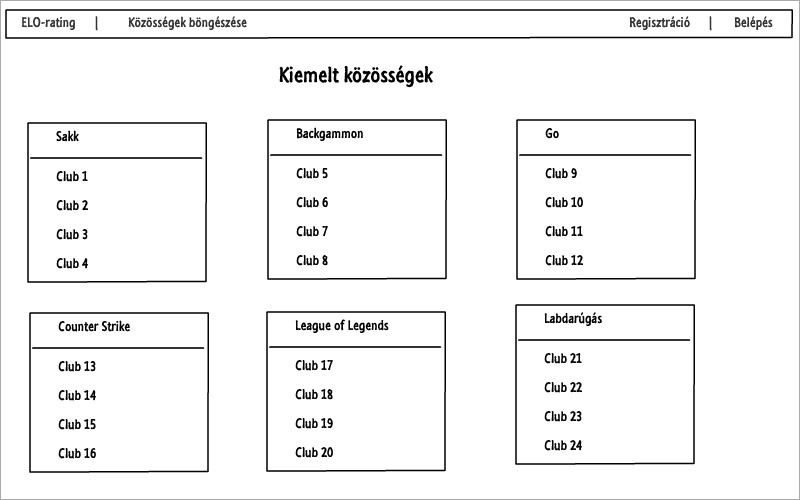 ELO-rating | Közösségek böngészése Regisztráció | Belépés
Kiemelt közösségek
Sakk
Club 1
Club 2
Club 3
Club 4
Backgammon
Club 5
Club 6
Club 7
Club 8
Go
Club 9
Club 10
Club 11
Club 12
Counter Strike
Club 13
Club 14
Club 15
Club 16
League of Legends
Club 17
Club 18
Club 19
Club 20
Labdarúgás
Club 21
Club 22
Club 23
Club 24